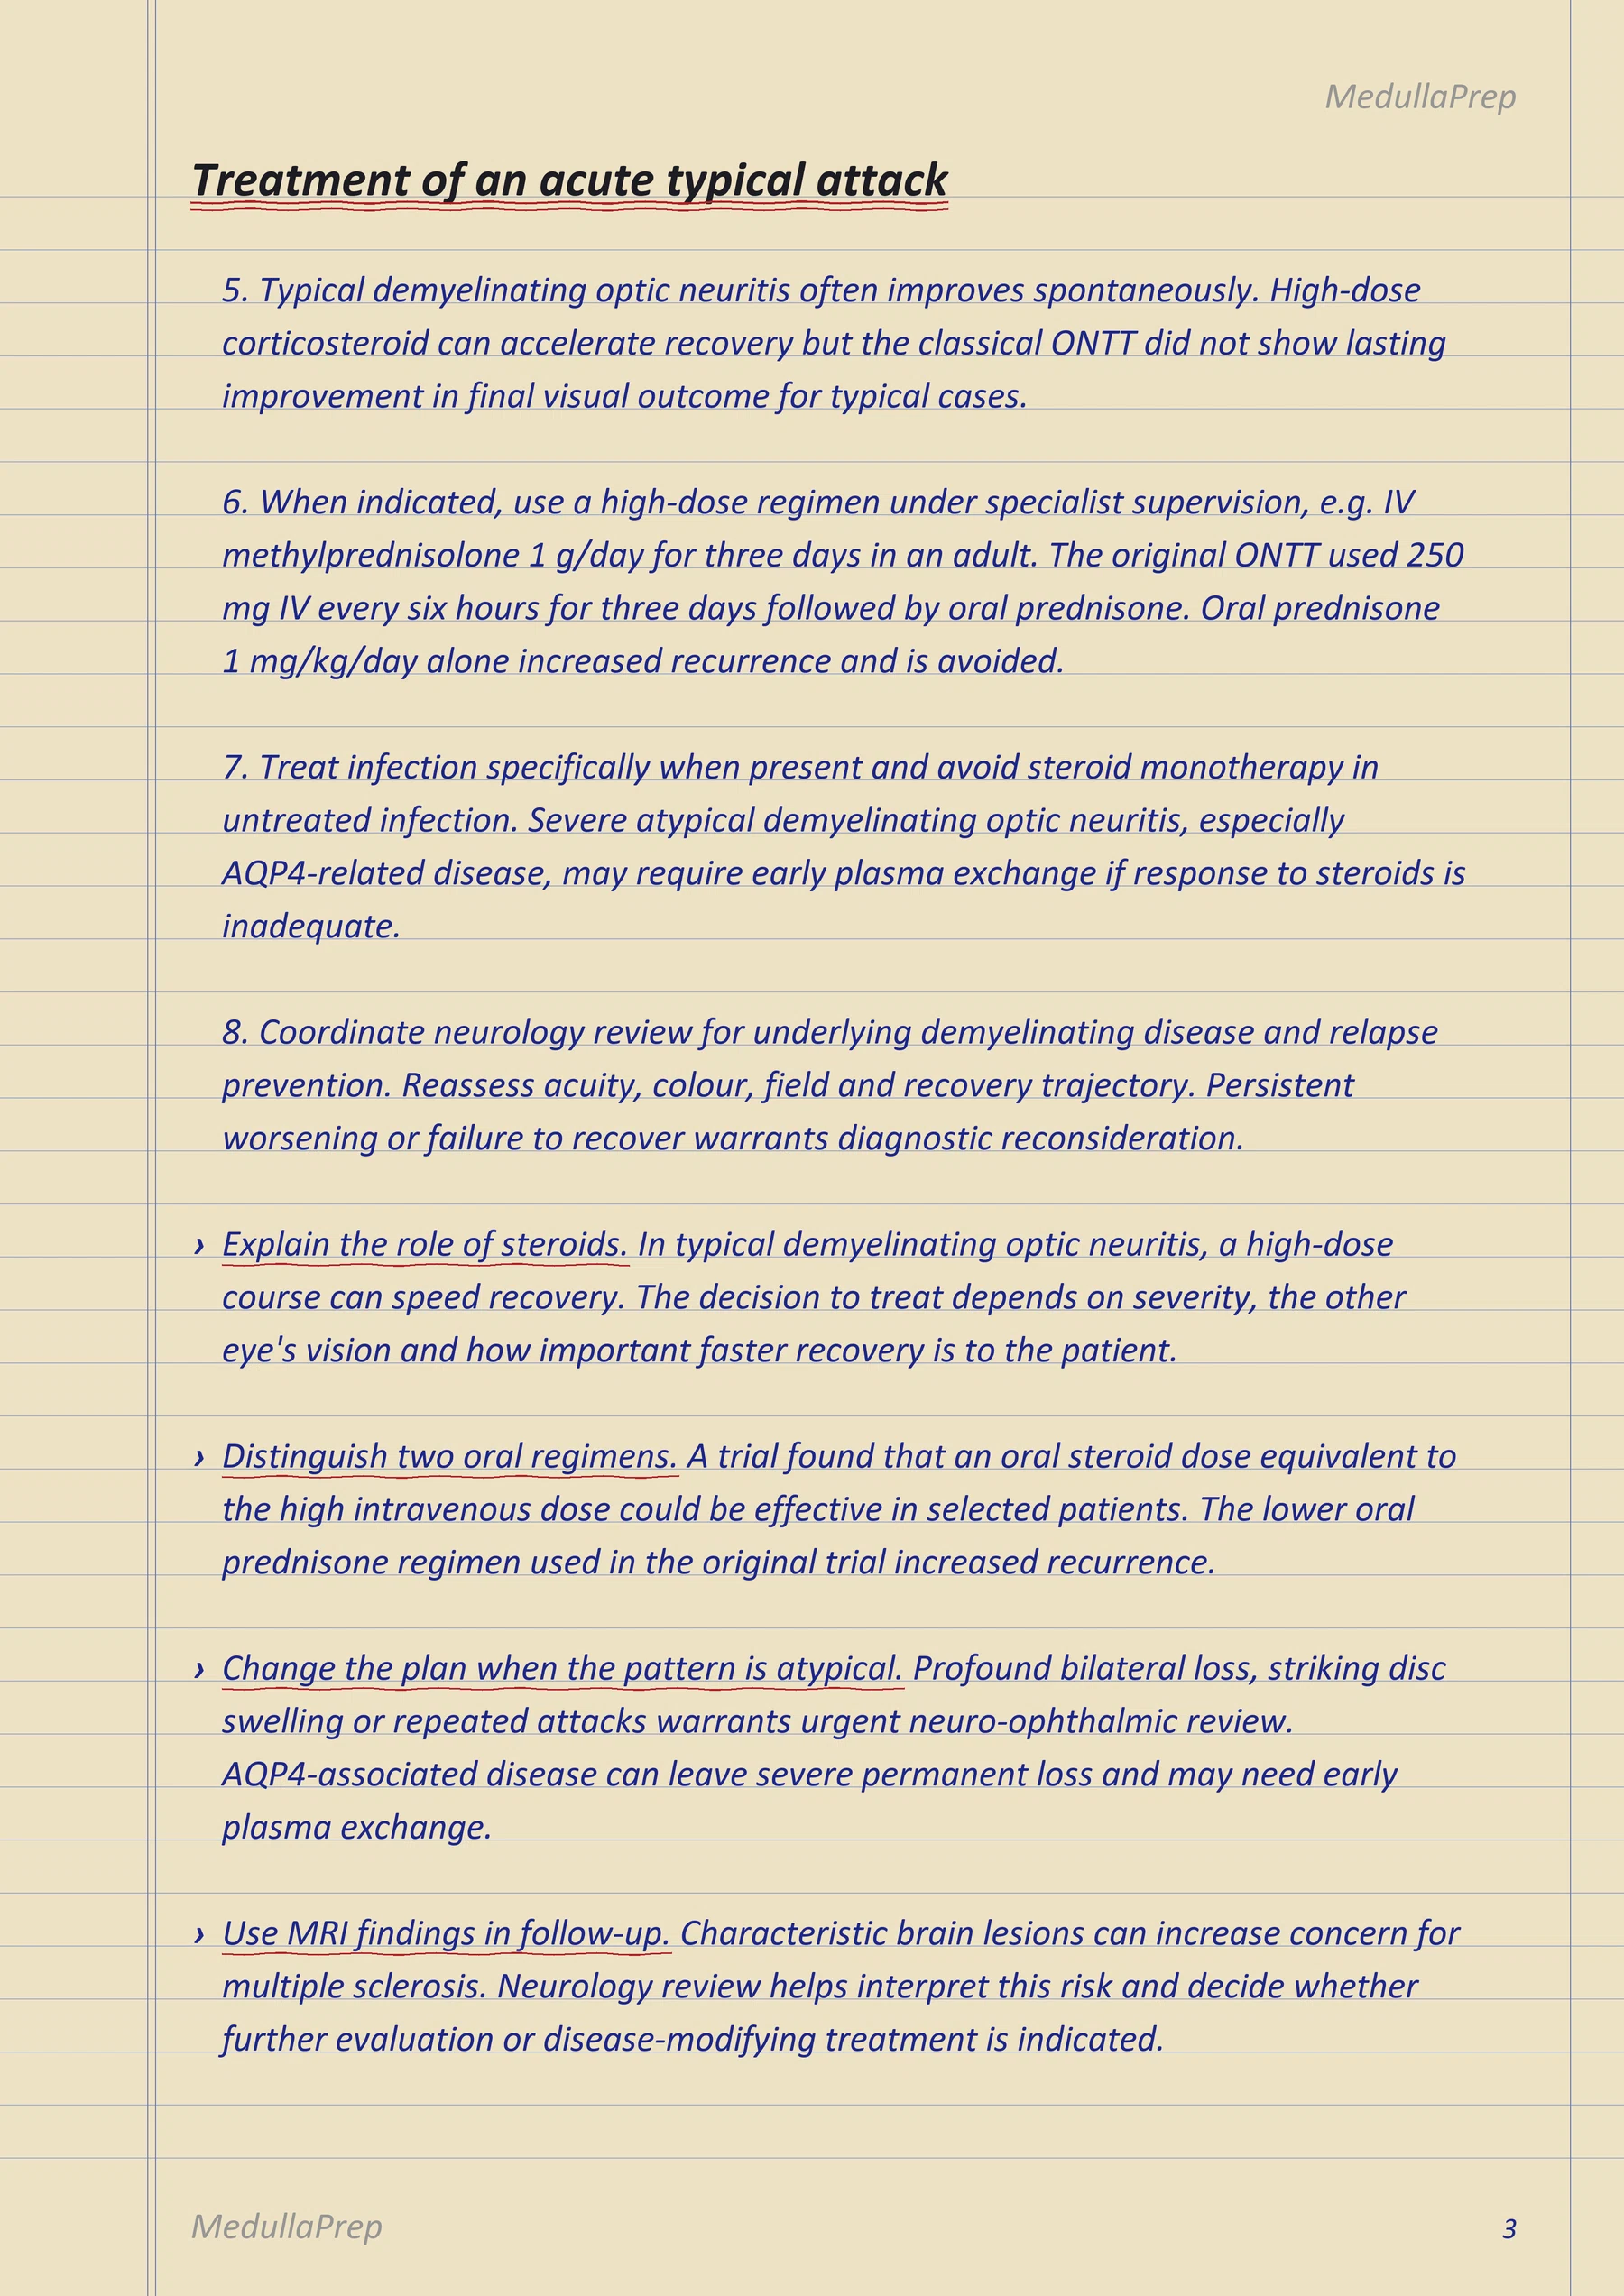 MedullaPrep
Treatment of an acute typical attack
5. Typical demyelinating optic neuritis often improves spontaneously. High-dose
corticosteroid can accelerate recovery but the classical ONTT did not show lasting
improvement in final visual outcome for typical cases.
6. When indicated, use a high-dose regimen under specialist supervision, e.g. IV
methylprednisolone 1 g/day for three days in an adult. The original ONTT used 250
mg IV every six hours for three days followed by oral prednisone. Oral prednisone
1 mg/kg/day alone increased recurrence and is avoided.
7. Treat infection specifically when present and avoid steroid monotherapy in
untreated infection. Severe atypical demyelinating optic neuritis, especially
AQP4-related disease, may require early plasma exchange if response to steroids is
inadequate.
8. Coordinate neurology review for underlying demyelinating disease and relapse
prevention. Reassess acuity, colour, field and recovery trajectory. Persistent
worsening or failure to recover warrants diagnostic reconsideration.
› Explain the role of steroids. In typical demyelinating optic neuritis, a high-dose
course can speed recovery. The decision to treat depends on severity, the other
eye's vision and how important faster recovery is to the patient.
› Distinguish two oral regimens. A trial found that an oral steroid dose equivalent to
the high intravenous dose could be effective in selected patients. The lower oral
prednisone regimen used in the original trial increased recurrence.
› Change the plan when the pattern is atypical. Profound bilateral loss, striking disc
swelling or repeated attacks warrants urgent neuro-ophthalmic review.
AQP4-associated disease can leave severe permanent loss and may need early
plasma exchange.
› Use MRI findings in follow-up. Characteristic brain lesions can increase concern for
multiple sclerosis. Neurology review helps interpret this risk and decide whether
further evaluation or disease-modifying treatment is indicated.
MedullaPrep
3